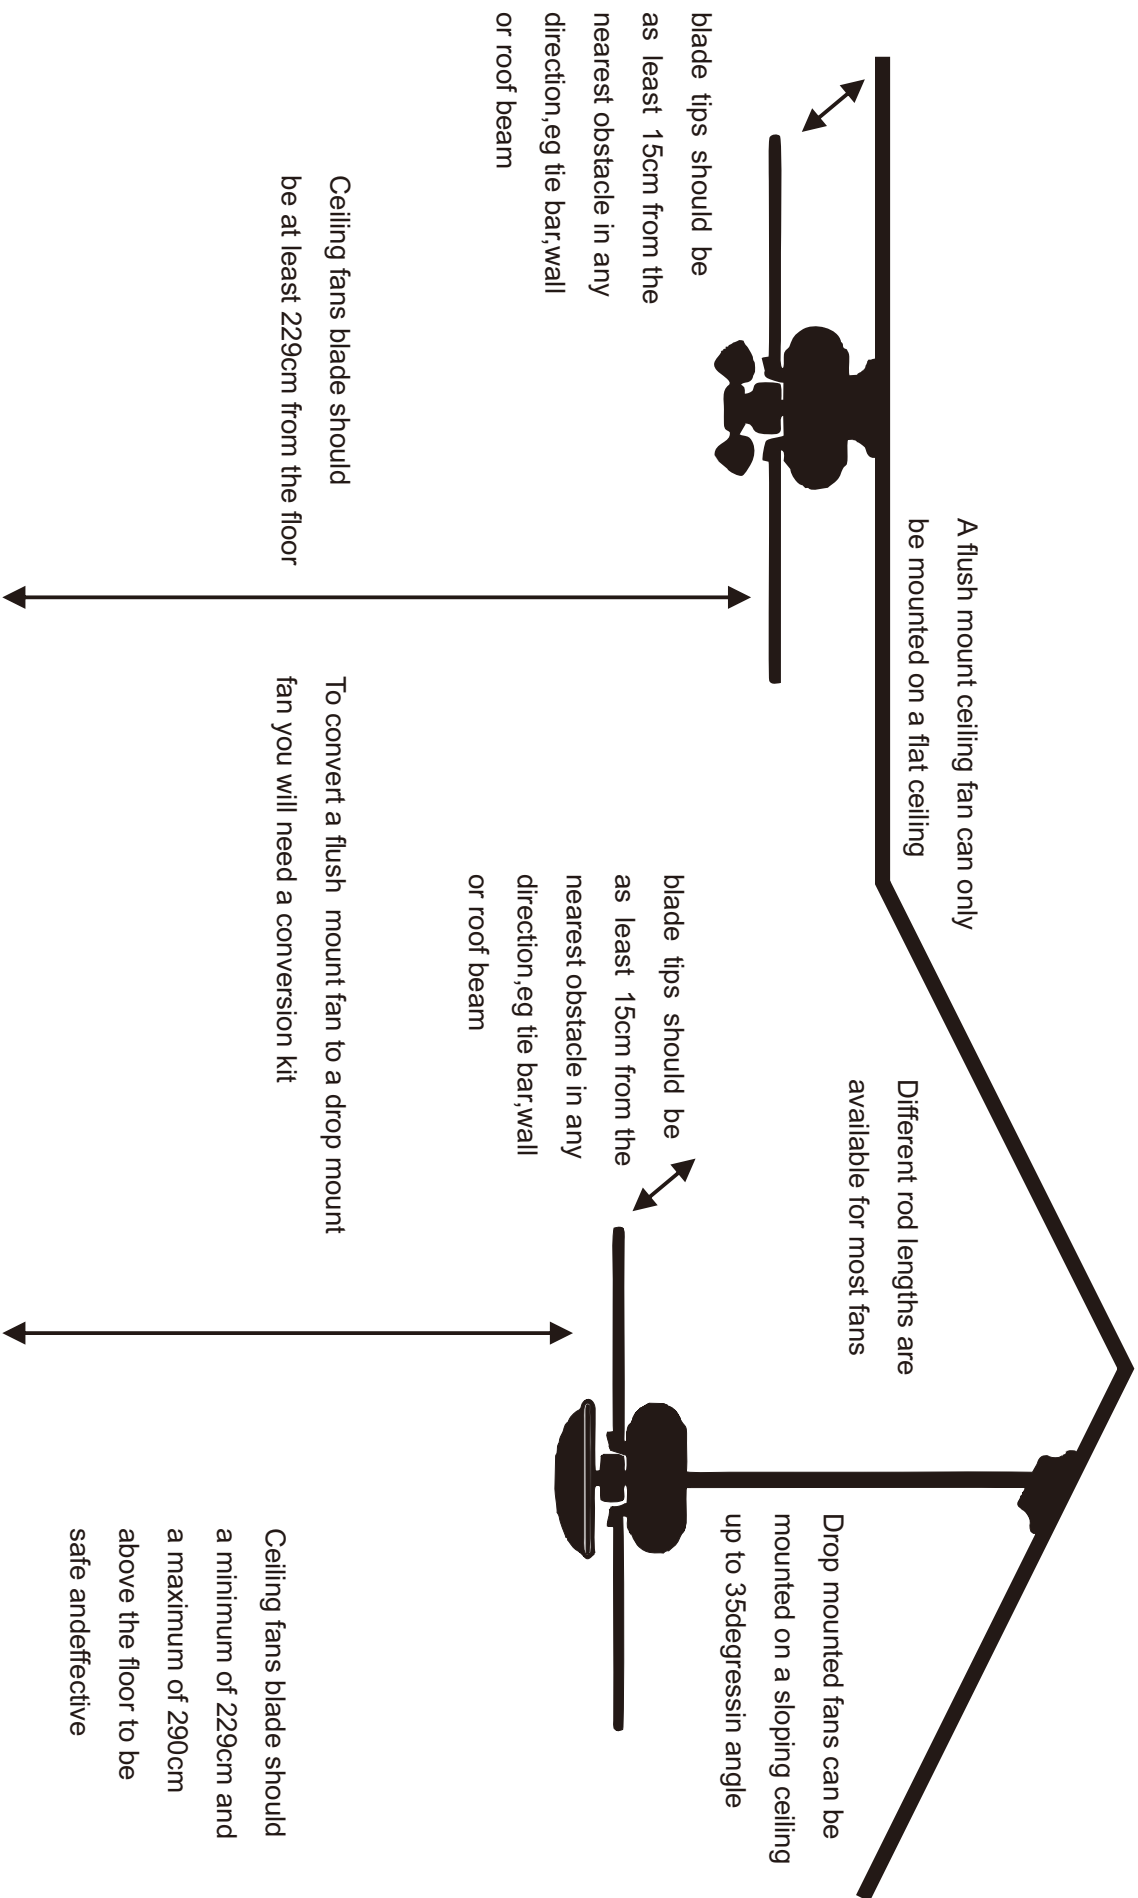 A flush mount ceiling fan can only
be mounted on a flat ceiling
blade tips should be
as least 15cm from the
nearest obstacle in any
direction,eg tie bar,wall
or roof beam
Ceiling fans blade should
be at least 229cm from the floor
Different rod lengths are
available for most fans
Drop mounted fans can be
mounted on a sloping ceiling
up to 35degressin angle
blade tips should be
as least 15cm from the
nearest obstacle in any
direction,eg tie bar,wall
or roof beam
To convert a flush mount fan to a drop mount
fan you will need a conversion kit
Ceiling fans blade should
a minimum of 229cm and
a maximum of 290cm
above the floor to be
safe andeffective